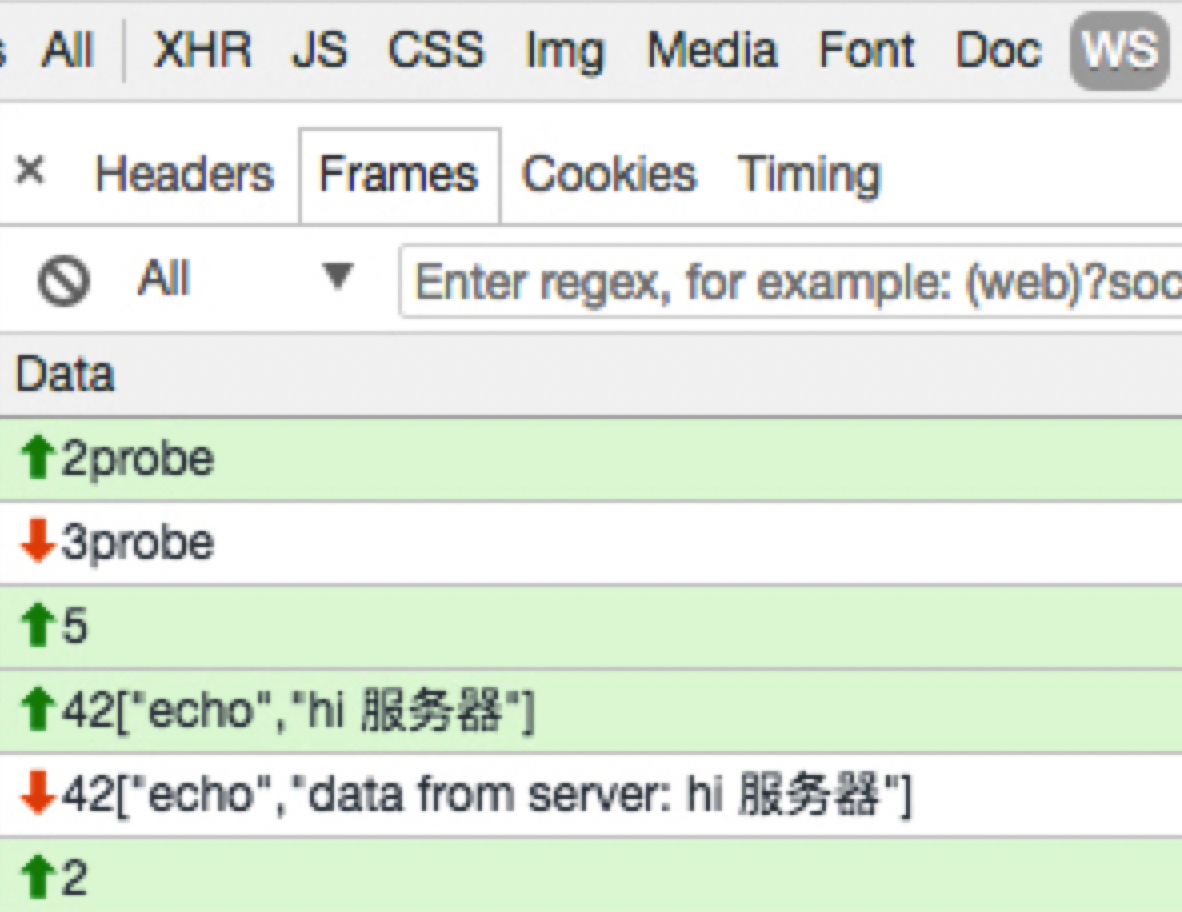 s All XHR JS CSS Img Media Font Doc WS
× Headers Frames Cookies Timing
All Enter regex, for example: (web)?soc
Data
2probe
3probe
5
42["echo","hi 服务器"]
42["echo","data from server: hi 服务器"]
2